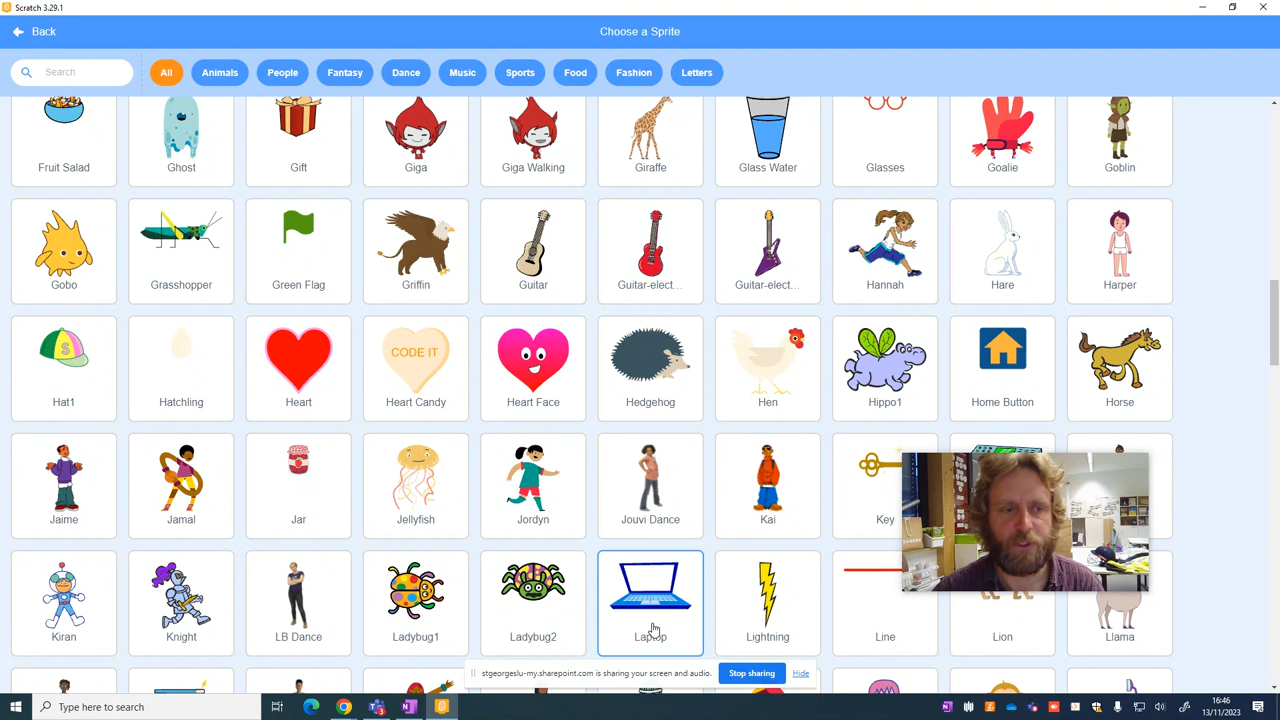 Scratch 3.29.1
Back
Choose a Sprite
Search
All
Animals
People
Fantasy
Dance
Music
Sports
Food
Fashion
Letters
Fruit Salad
Ghost
Gift
Giga
Giga Walking
Giraffe
Glass Water
Glasses
Goalie
Goblin
Gobo
Grasshopper
Green Flag
Griffin
Guitar
Guitar-elect...
Guitar-elect...
Hannah
Hare
Harper
S
CODE IT
Hat1
Hatchling
Heart
Heart Candy
Heart Face
Hedgehog
Hen
Hippo1
Home Button
Horse
Jaime
Jamal
Jar
Jellyfish
Jordyn
Jouvi Dance
Kai
Key
Kiran
Knight
LB Dance
Ladybug1
Ladybug2
Laptop
Lightning
Line
Lion
Llama
stgeorgeslu-my.sharepoint.com is sharing your screen and audio.
Stop sharing
Hide
Type here to search
16:46
13/11/2023